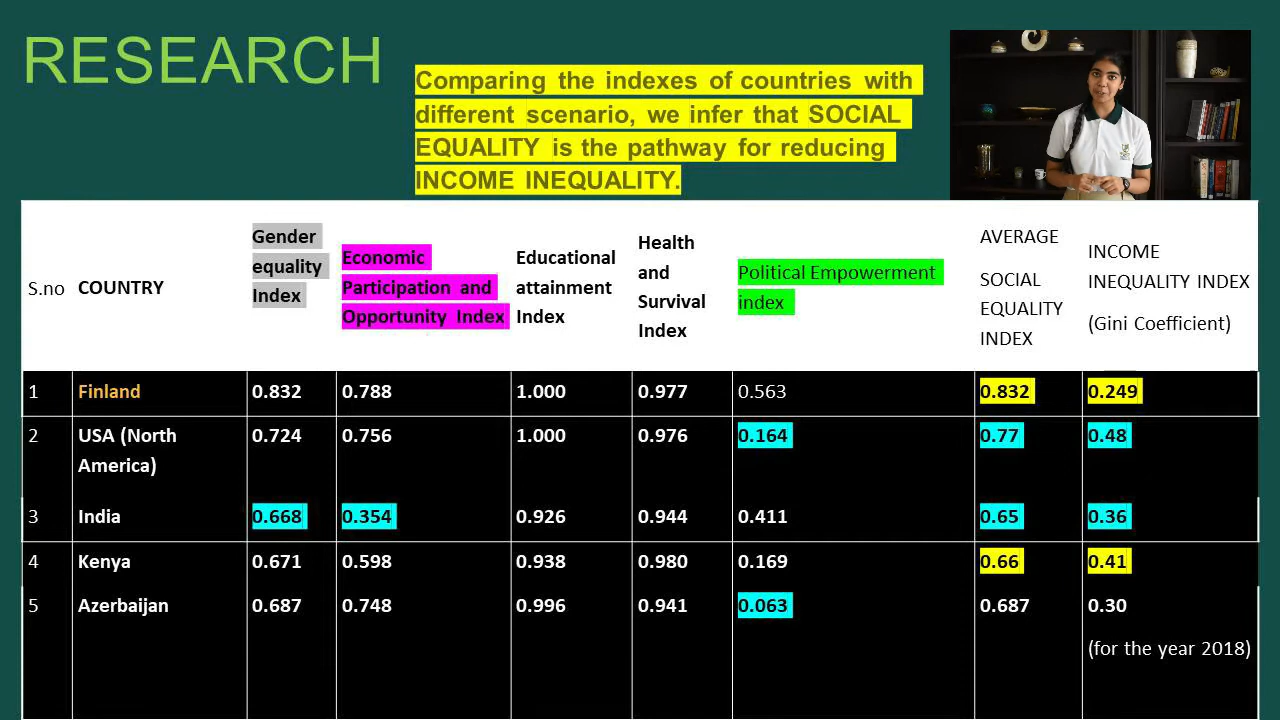 RESEARCH
Comparing the indexes of countries with
different scenario, we infer that SOCIAL
EQUALITY is the pathway for reducing
INCOME INEQUALITY.
S.no
COUNTRY
Gender
equality
Index
Economic
Participation and
Opportunity Index
Educational
attainment
Index
Health
and
Survival
Index
Political Empowerment
index
AVERAGE
SOCIAL
EQUALITY
INDEX
INCOME
INEQUALITY INDEX
(Gini Coefficient)
1 Finland 0.832 0.788 1.000 0.977 0.563 0.832 0.249
2 USA (North 0.724 0.756 1.000 0.976 0.164 0.77 0.48
America)
3 India 0.668 0.354 0.926 0.944 0.411 0.65 0.36
4 Kenya 0.671 0.598 0.938 0.980 0.169 0.66 0.41
5 Azerbaijan 0.687 0.748 0.996 0.941 0.063 0.687 0.30
(for the year 2018)